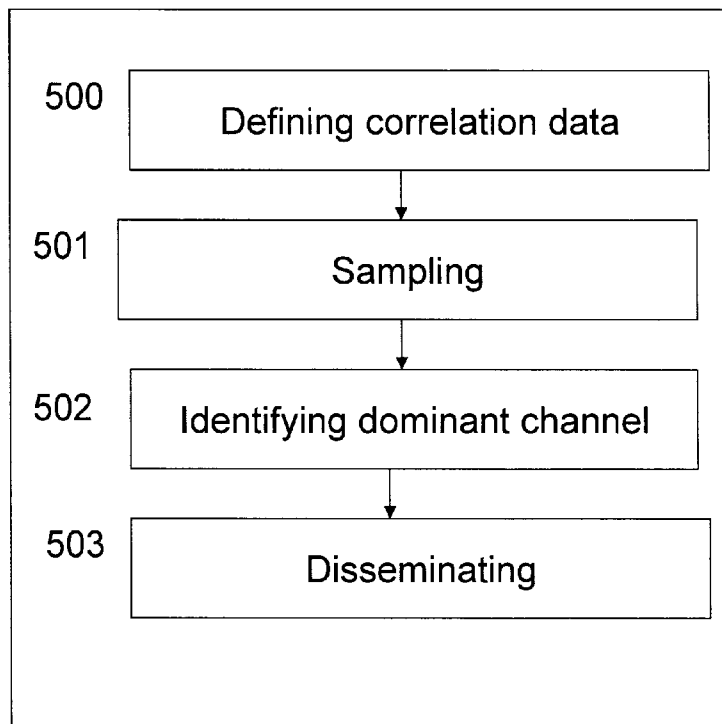 500
Defining correlation data
501
Sampling
502
Identifying dominant channel
503
Disseminating